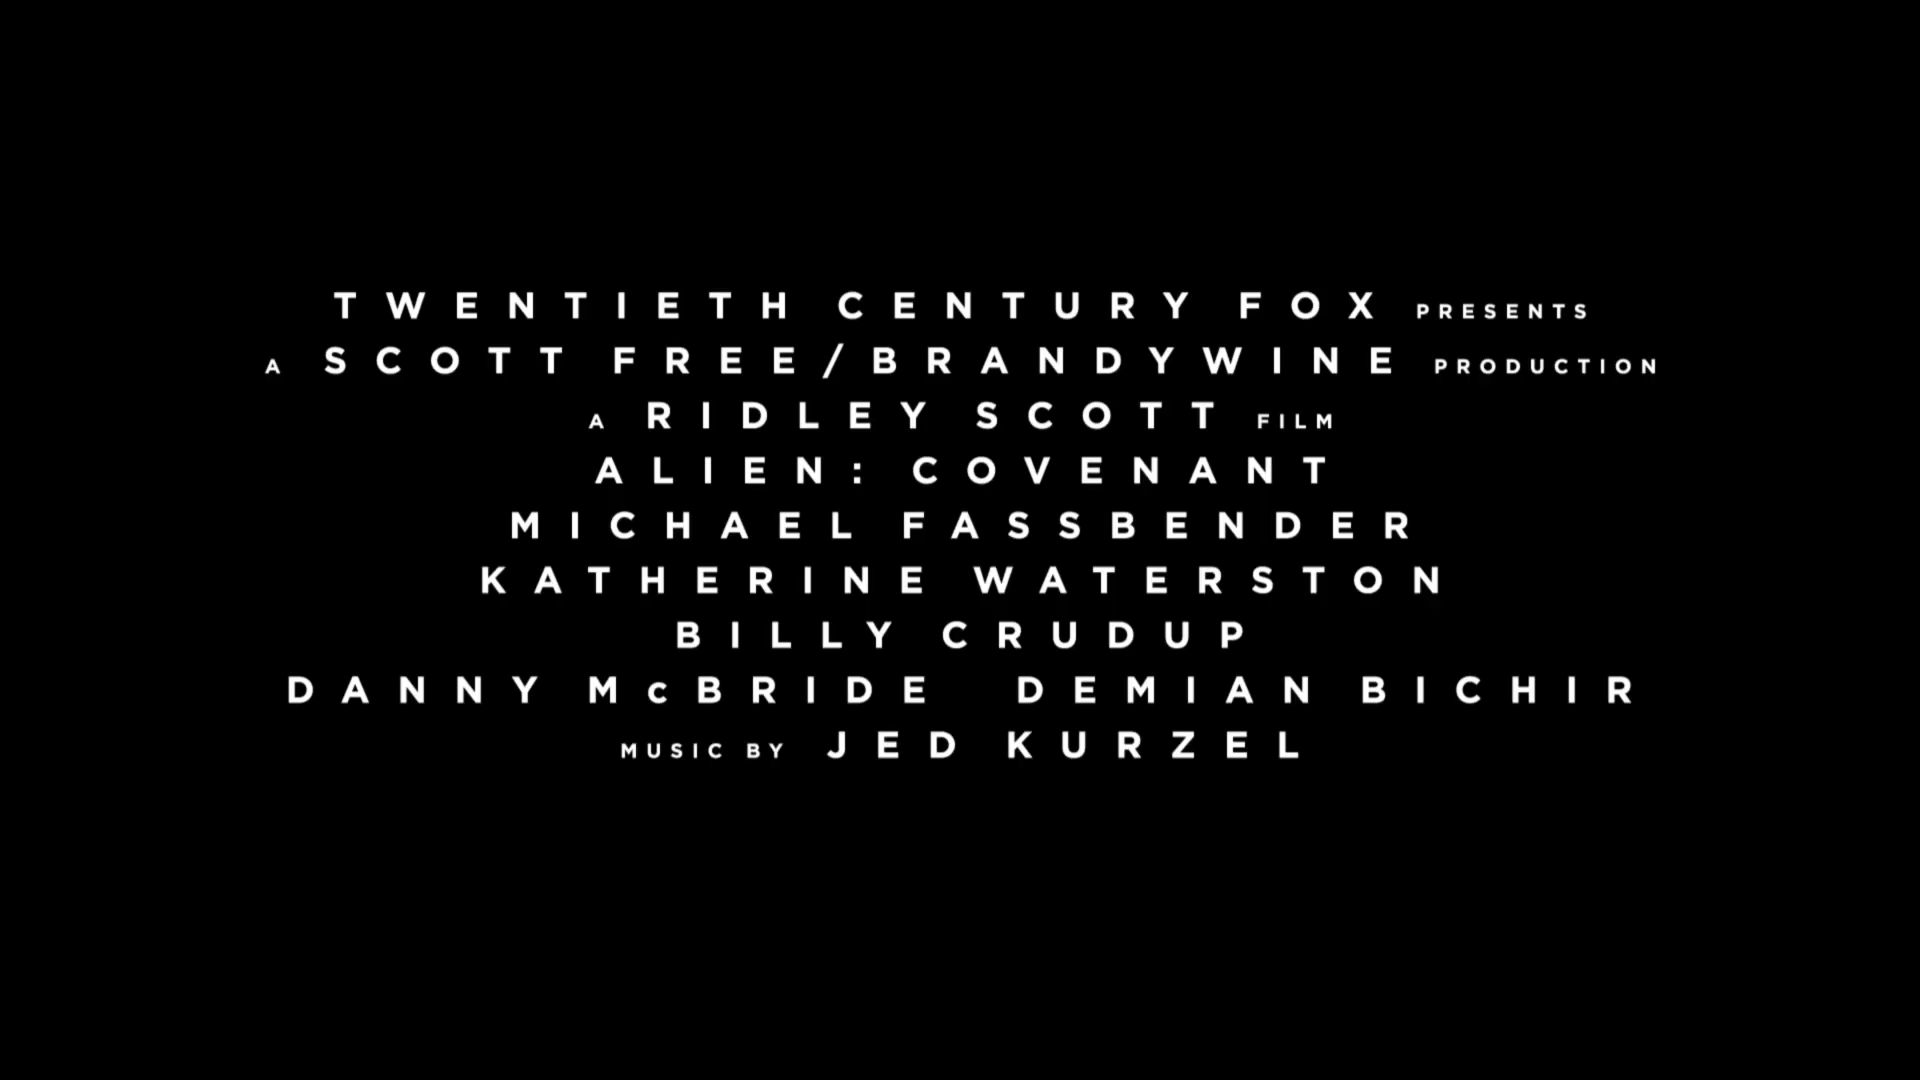 TWENTIETH CENTURY FOX PRESENTS
A SCOTT FREE/BRANDYWINE PRODUCTION
A RIDLEY SCOTT FILM
ALIEN: COVENANT
MICHAEL FASSBENDER
KATHERINE WATERSTON
BILLY CRUDUP
DANNY McBRIDE DEMIAN BICHIR
MUSIC BY JED KURZEL